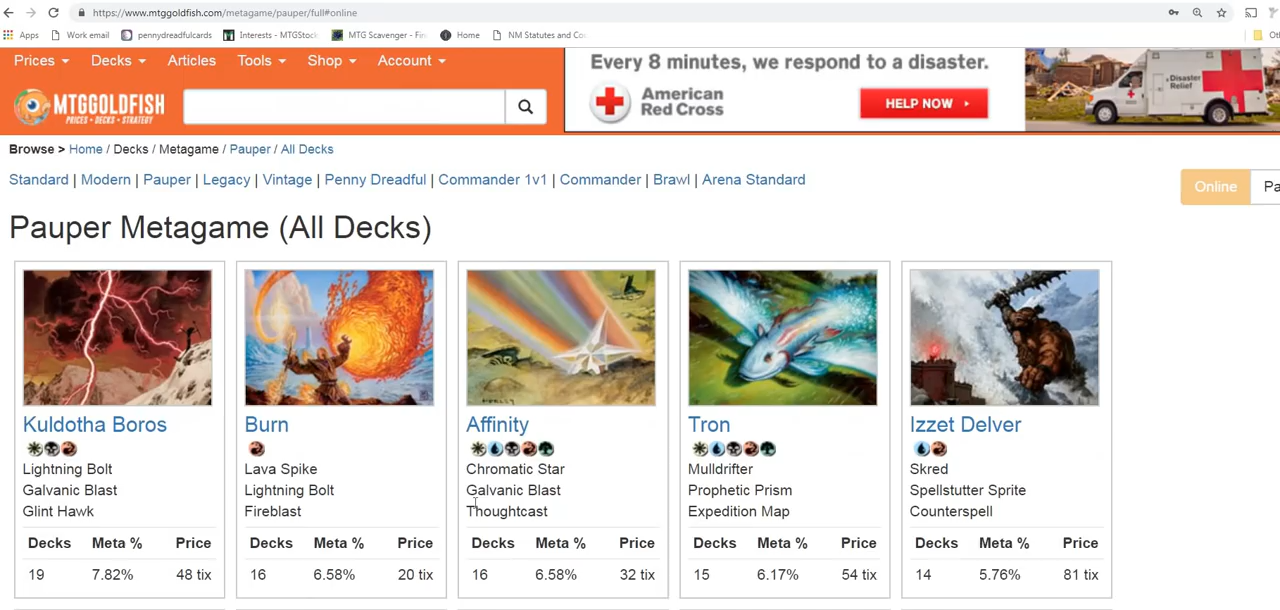 https://www.mtggoldfish.com/metagame/pauper/full#online
Apps Work email pennydreadfulcards Interests - MTGStock MTG Scavenger - Fin Home NM Statutes and Co
Prices Decks Articles Tools Shop Account
MTGGOLDFISH
PRICES • DECKS • STRATEGY
Every 8 minutes, we respond to a disaster.
American
Red Cross
HELP NOW
Disaster
Relief
Browse > Home / Decks / Metagame / Pauper / All Decks
Standard | Modern | Pauper | Legacy | Vintage | Penny Dreadful | Commander 1v1 | Commander | Brawl | Arena Standard
Online Pa
Pauper Metagame (All Decks)
Kuldotha Boros
Lightning Bolt
Galvanic Blast
Glint Hawk
Decks Meta % Price
19 7.82% 48 tix
Burn
Lava Spike
Lightning Bolt
Fireblast
Decks Meta % Price
16 6.58% 20 tix
Affinity
Chromatic Star
Galvanic Blast
Thoughtcast
Decks Meta % Price
16 6.58% 32 tix
Tron
Mulldrifter
Prophetic Prism
Expedition Map
Decks Meta % Price
15 6.17% 54 tix
Izzet Delver
Skred
Spellstutter Sprite
Counterspell
Decks Meta % Price
14 5.76% 81 tix